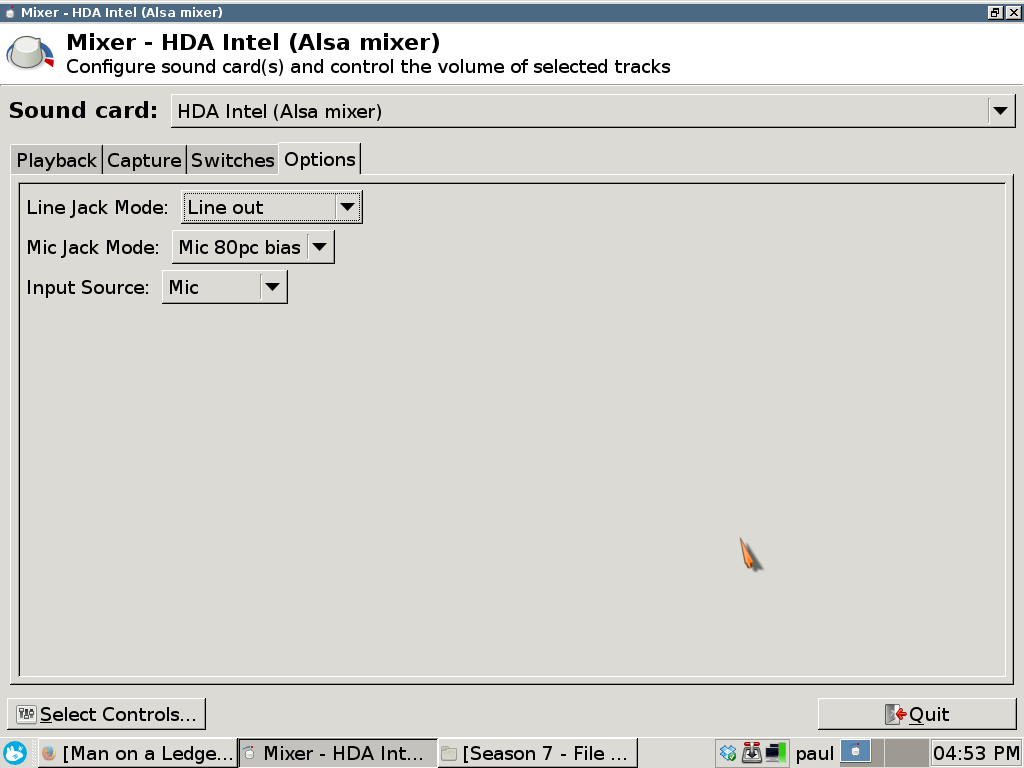 Mixer - HDA Intel (Alsa mixer)
Mixer - HDA Intel (Alsa mixer)
Configure sound card(s) and control the volume of selected tracks
Sound card: HDA Intel (Alsa mixer)
Playback Capture Switches Options
Line Jack Mode: Line out
Mic Jack Mode: Mic 80pc bias
Input Source: Mic
Select Controls... Quit
[Man on a Ledge... Mixer - HDA Int... [Season 7 - File ... paul 04:53 PM